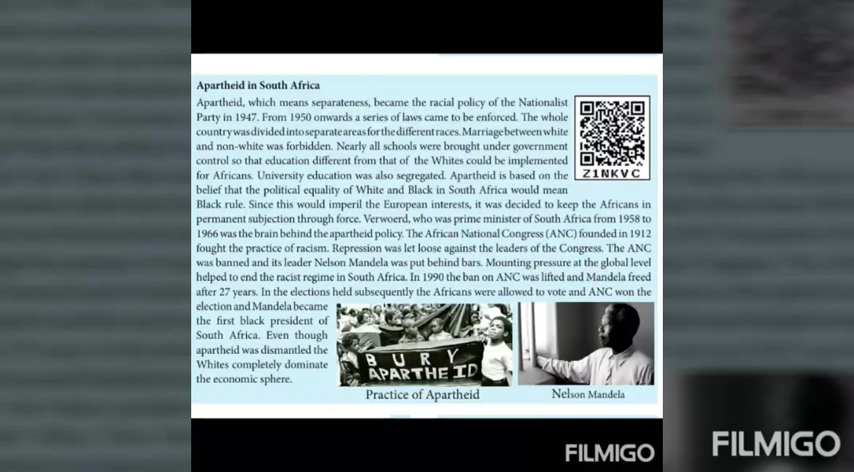 Apartheid in South Africa
Apartheid, which means separateness, became the racial policy of the Nationalist
Party in 1947. From 1950 onwards a series of laws came to be enforced. The whole
country was divided into separate areas for the different races. Marriage between white
and non-white was forbidden. Nearly all schools were brought under government
control so that education different from that of the Whites could be implemented
for Africans. University education was also segregated. Apartheid is based on the
belief that the political equality of White and Black in South Africa would mean
Black rule. Since this would imperil the European interests, it was decided to keep the Africans in
permanent subjection through force. Verwoerd, who was prime minister of South Africa from 1958 to
1966 was the brain behind the apartheid policy. The African National Congress (ANC) founded in 1912
fought the practice of racism. Repression was let loose against the leaders of the Congress. The ANC
was banned and its leader Nelson Mandela was put behind bars. Mounting pressure at the global level
helped to end the racist regime in South Africa. In 1990 the ban on ANC was lifted and Mandela freed
after 27 years. In the elections held subsequently the Africans were allowed to vote and ANC won the
election and Mandela became
the first black president of
South Africa. Even though
apartheid was dismantled the
Whites completely dominate
the economic sphere.
Z1NKVC
BURY
APARTHEID
Practice of Apartheid
Nelson Mandela
FILMIGO
FILMIGO